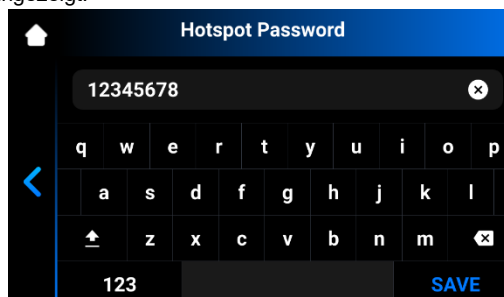 Hotspot Password
12345678
q w e r t y u i o p
a s d f g h j k l
z x c v b n m
123 SAVE